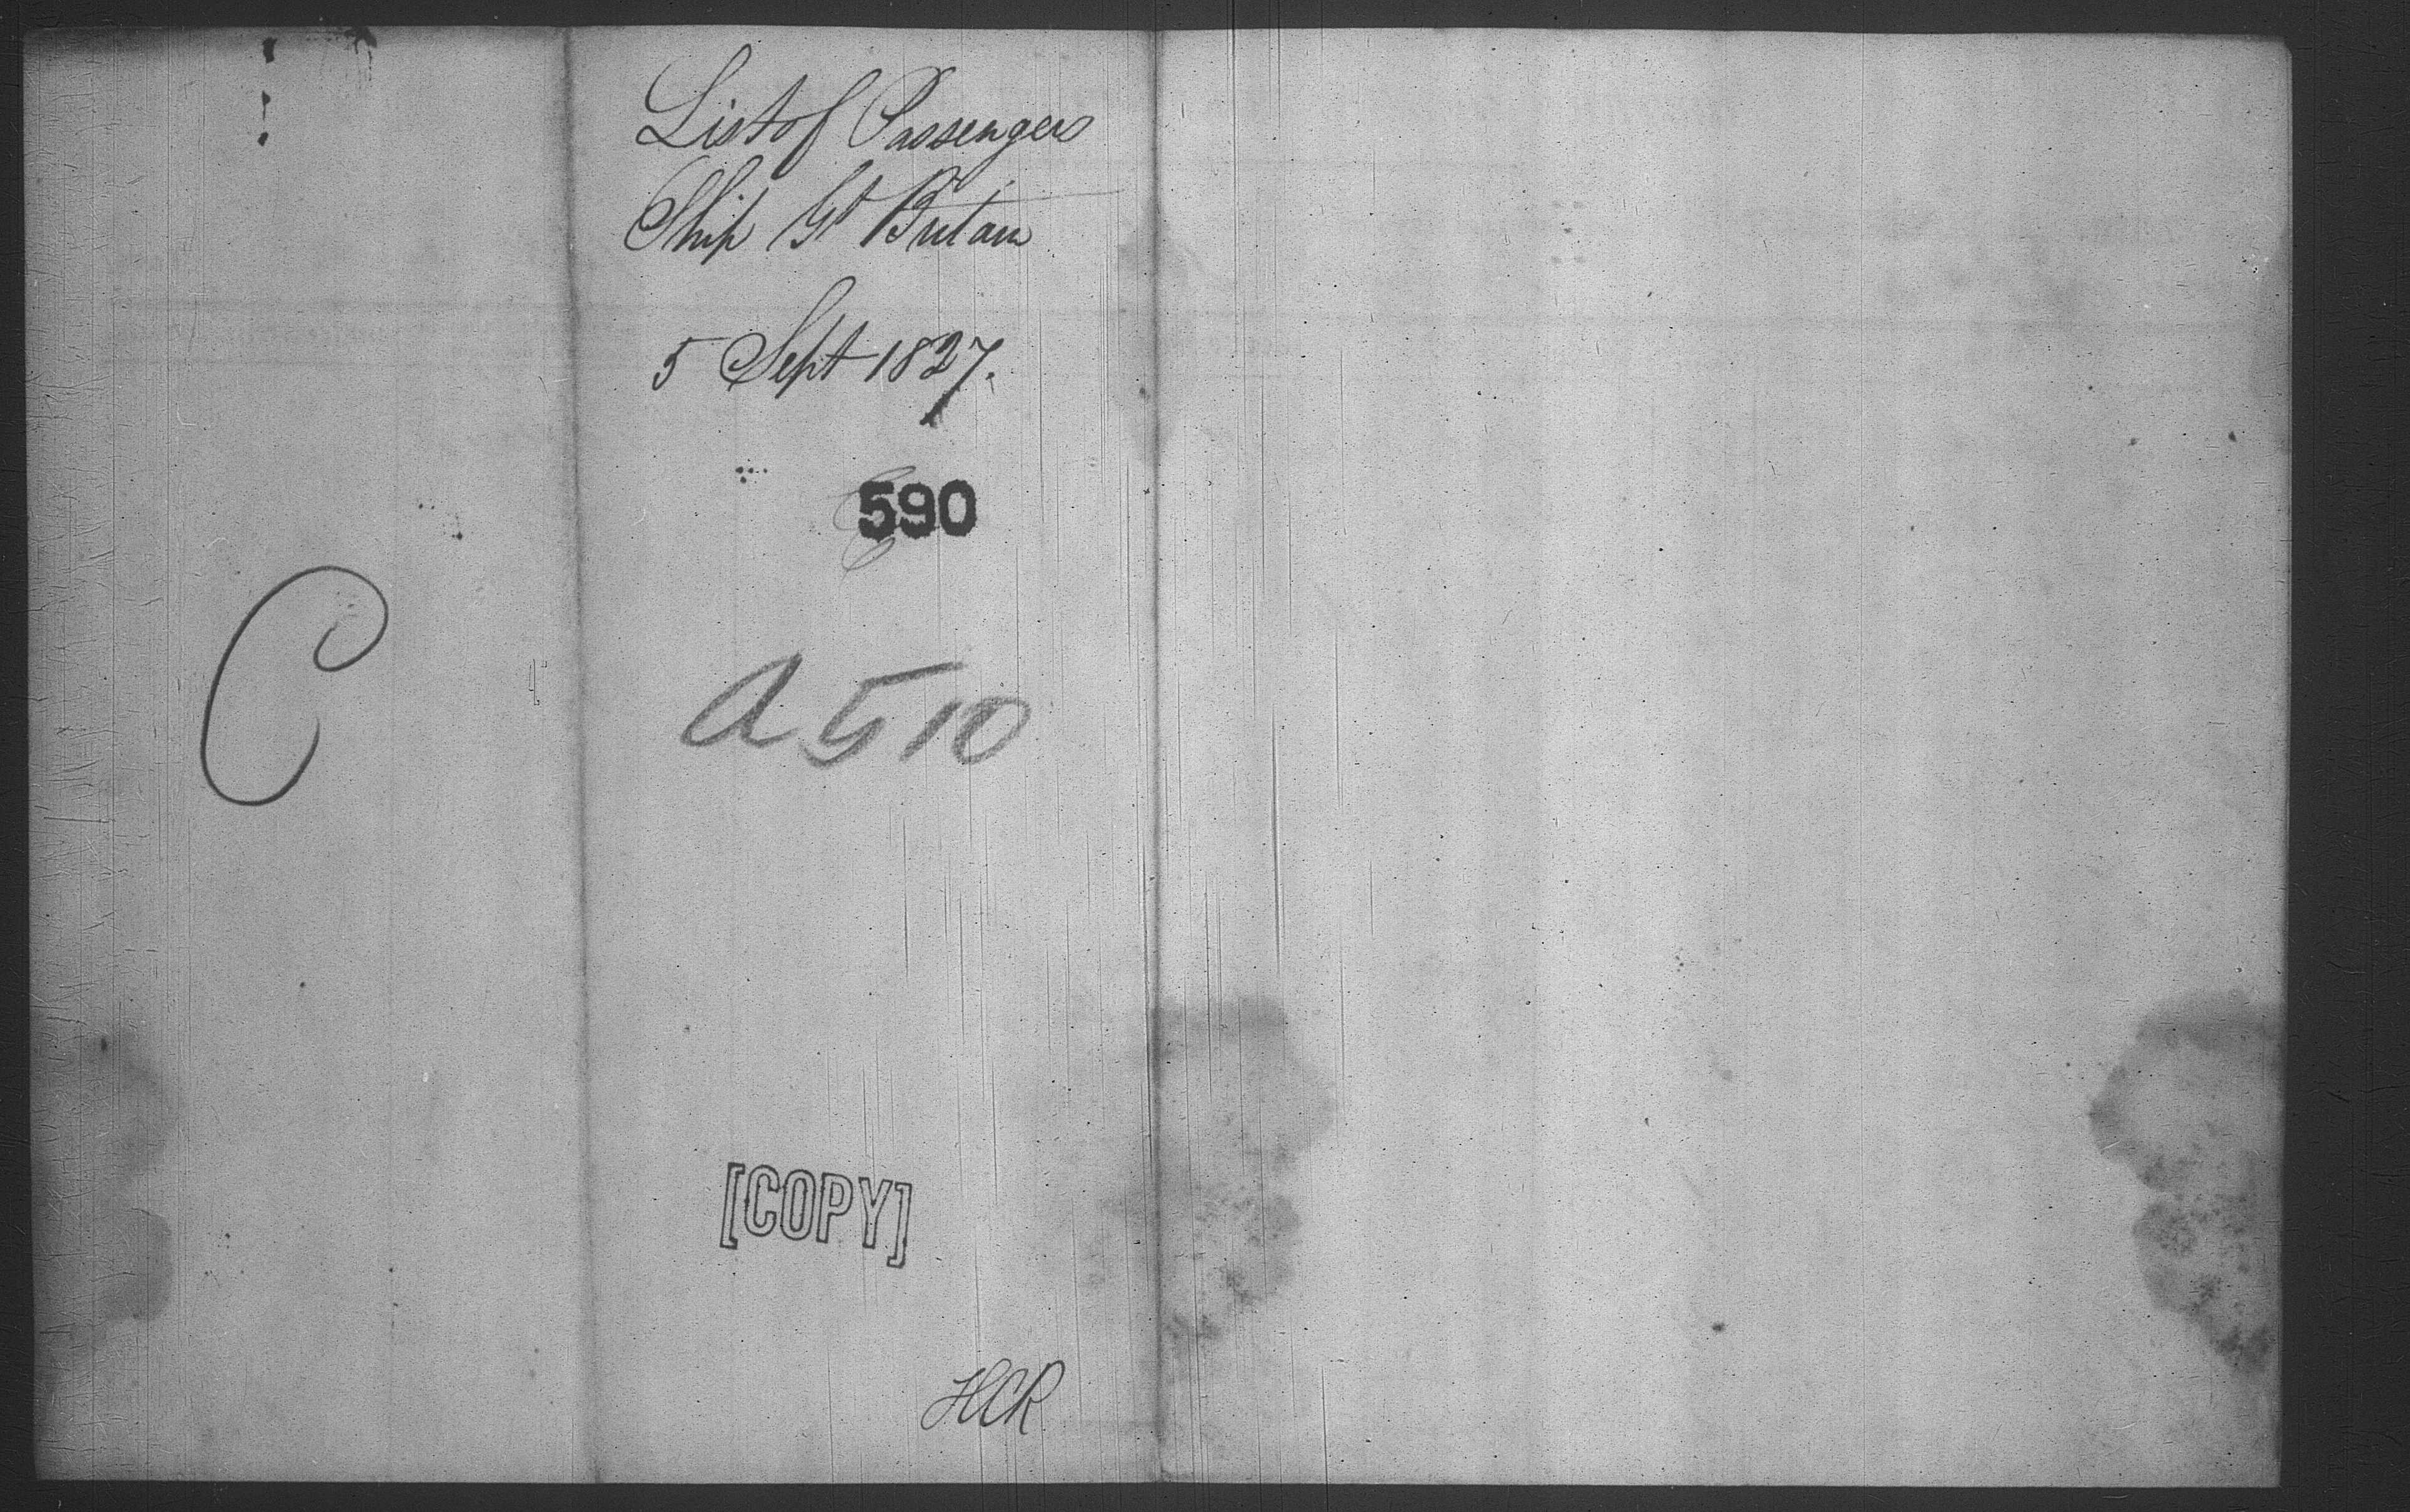 List of Passengers
Ship Gt Britain
5 Sept 1827.
590
C
A 510
[COPY]
HCR